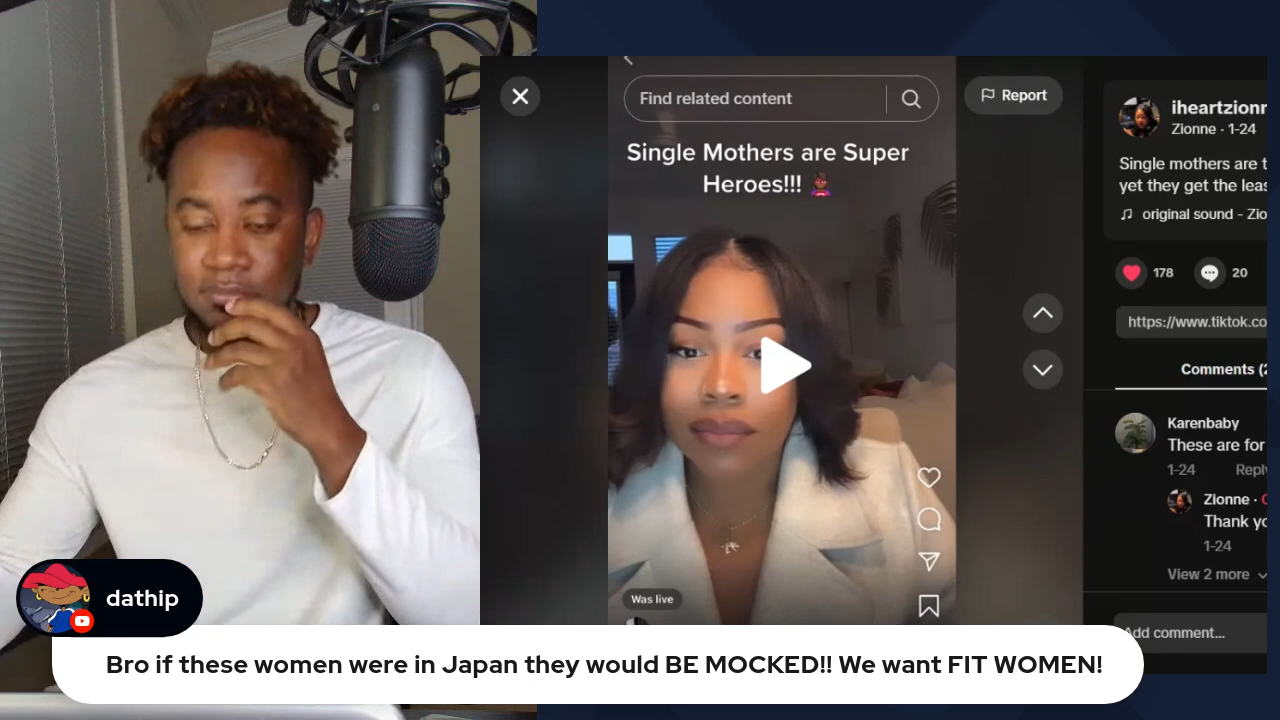 Find related content
Report
Single Mothers are Super
Heroes!!!
Was live
iheartzionn
Zionne · 1-24
Single mothers are t
yet they get the leas
original sound - Zio
178
20
https://www.tiktok.co
Comments (2
Karenbaby
These are for
1-24 Reply
Zionne ·
Thank yo
1-24
View 2 more
Add comment...
dathip
Bro if these women were in Japan they would BE MOCKED!! We want FIT WOMEN!